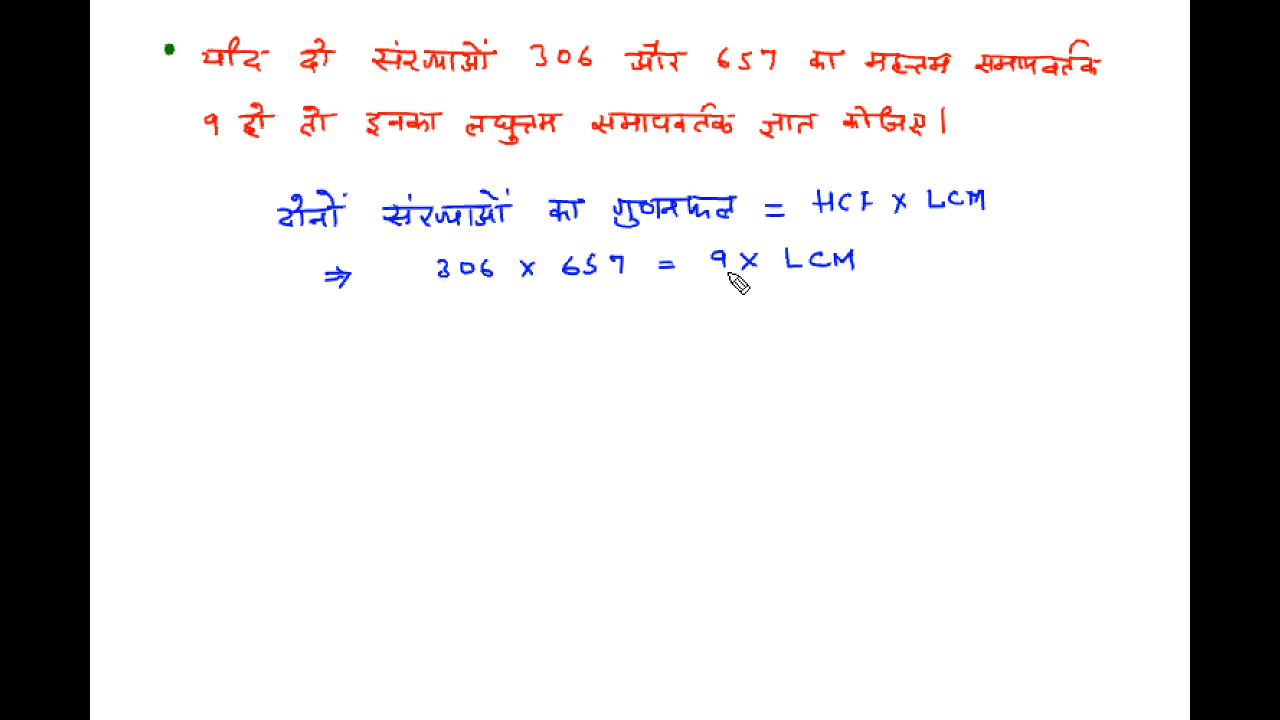 • यदि दो संख्याओं 306 और 657 का महत्तम समापवर्तक
9 हो तो इनका लघुत्तम समापवर्तक ज्ञात कीजिए।
दोनों संख्याओं का गुणनफल = HCF × LCM
⇒ 306 × 657 = 9 × LCM